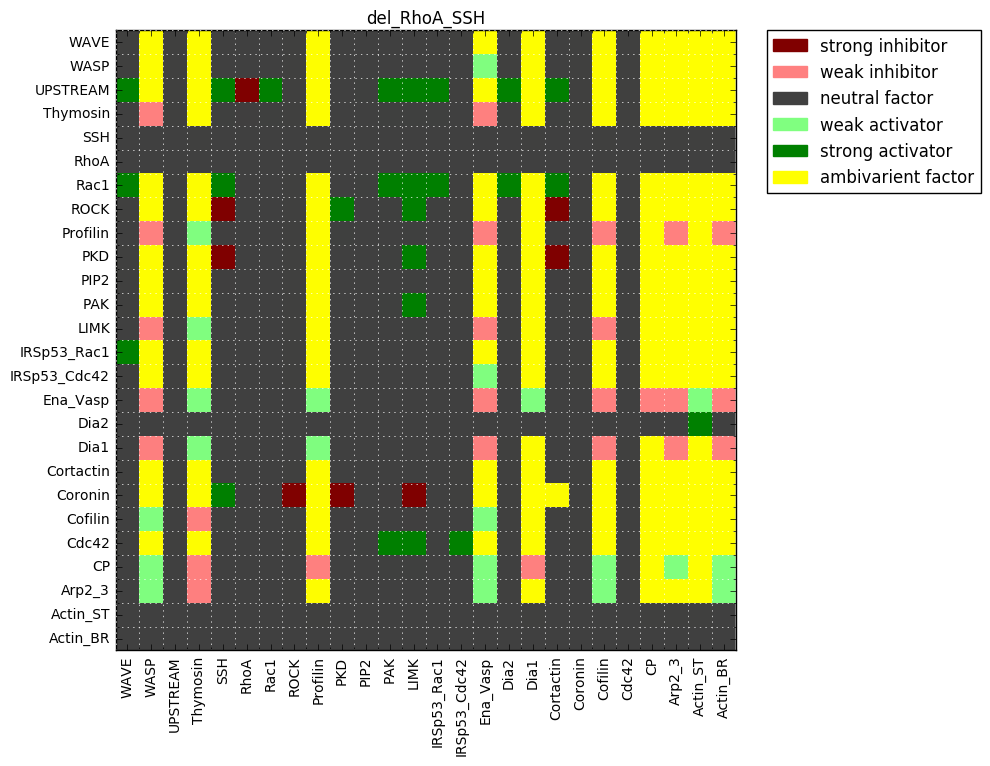 del_RhoA_SSH
WAVE
WASP
UPSTREAM
Thymosin
SSH
RhoA
Rac1
ROCK
Profilin
PKD
PIP2
PAK
LIMK
IRSp53_Rac1
IRSp53_Cdc42
Ena_Vasp
Dia2
Dia1
Cortactin
Coronin
Cofilin
Cdc42
CP
Arp2_3
Actin_ST
Actin_BR
WAVE
WASP
UPSTREAM
Thymosin
SSH
RhoA
Rac1
ROCK
Profilin
PKD
PIP2
PAK
LIMK
IRSp53_Rac1
IRSp53_Cdc42
Ena_Vasp
Dia2
Dia1
Cortactin
Coronin
Cofilin
Cdc42
CP
Arp2_3
Actin_ST
Actin_BR
strong inhibitor
weak inhibitor
neutral factor
weak activator
strong activator
ambivarient factor